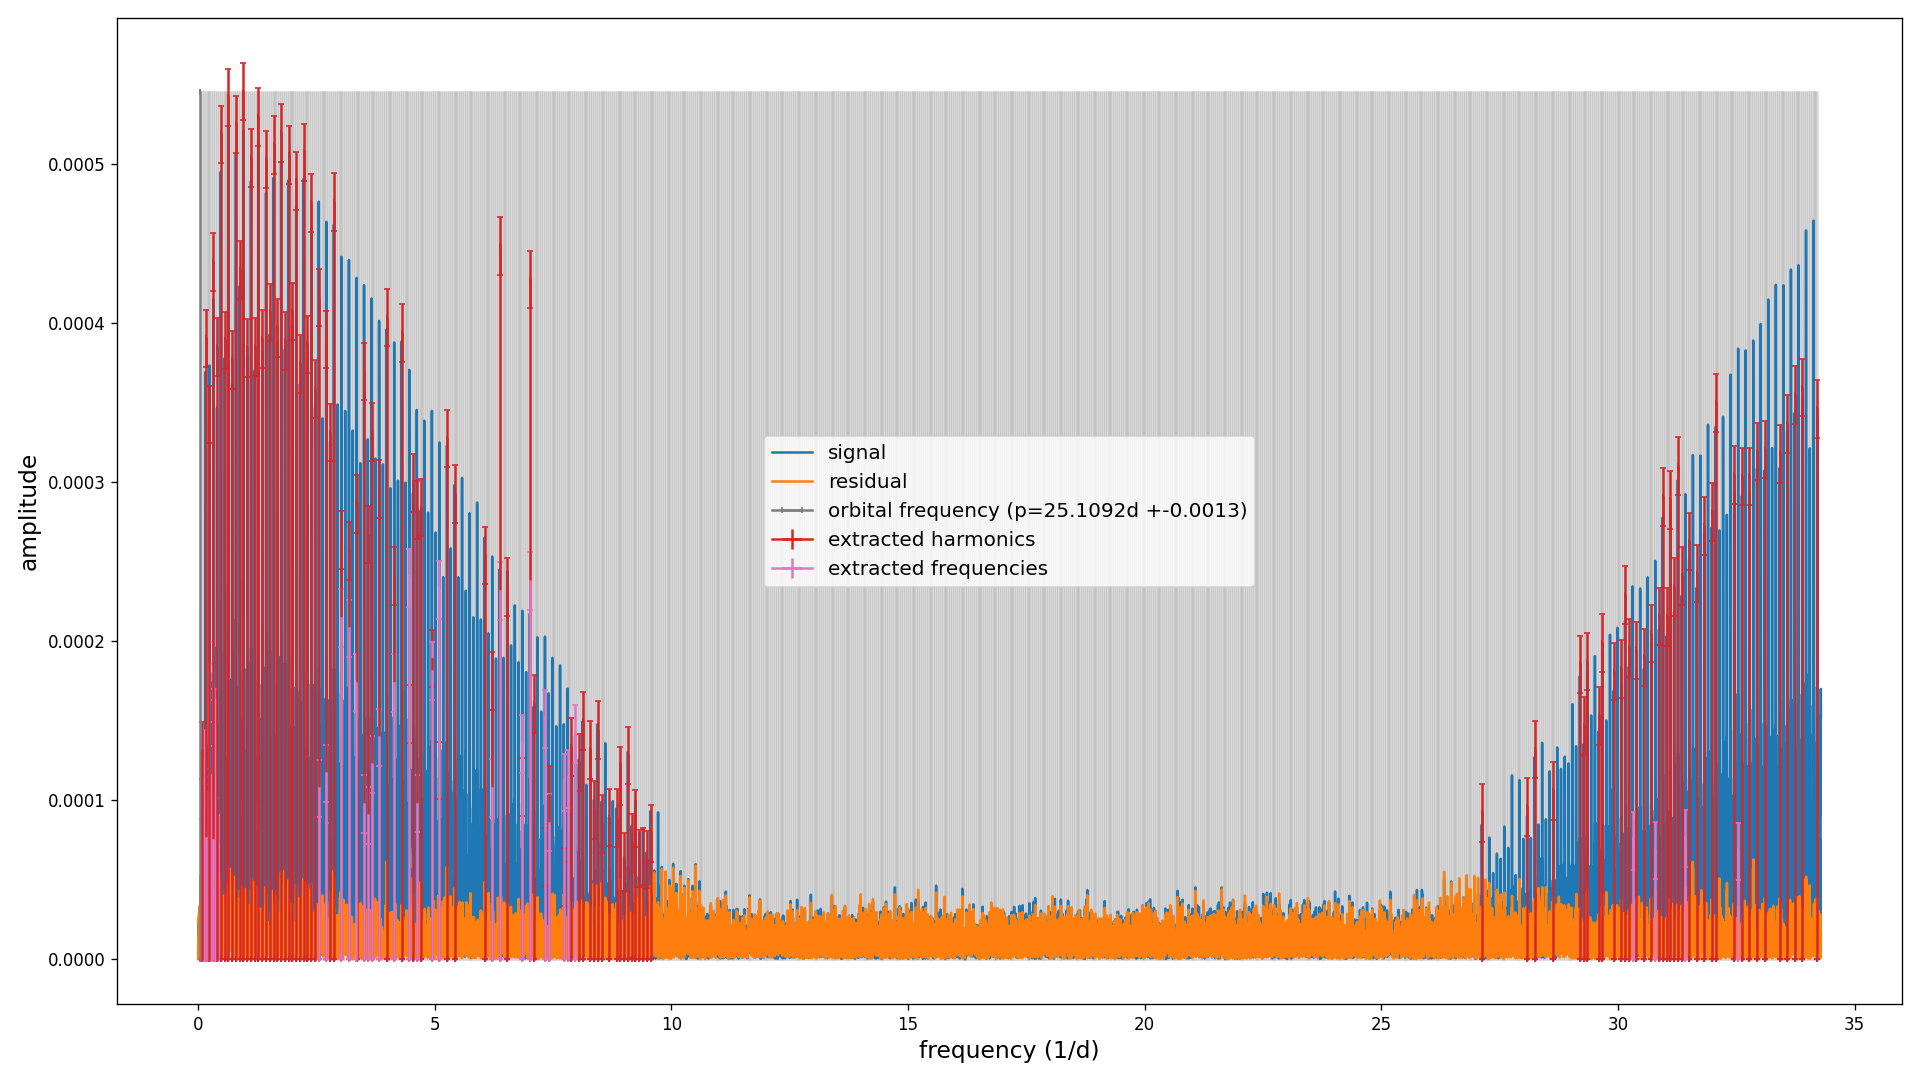 0.0005
0.0004
0.0003
0.0002
0.0001
0.0000
amplitude
signal
residual
orbital frequency (p=25.1092d +-0.0013)
extracted harmonics
extracted frequencies
0 5 10 15 20 25 30 35
frequency (1/d)